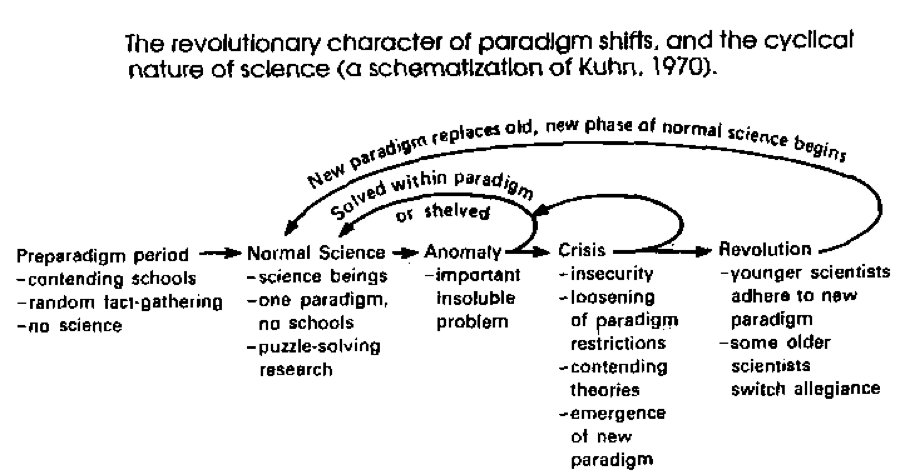 The revolutionary character of paradigm shifts, and the cyclical
nature of science (a schematization of Kuhn, 1970).
New paradigm replaces old, new phase of normal science begins
Solved within paradigm
or shelved
Preparadigm period
-contending schools
-random fact-gathering
-no science
Normal Science
-science beings
-one paradigm,
no schools
-puzzle-solving
research
Anomaly
-important
insoluble
problem
Crisis
-insecurity
-loosening
of paradigm
restrictions
-contending
theories
-emergence
of new
paradigm
Revolution
-younger scientists
adhere to new
paradigm
-some older
scientists
switch allegiance